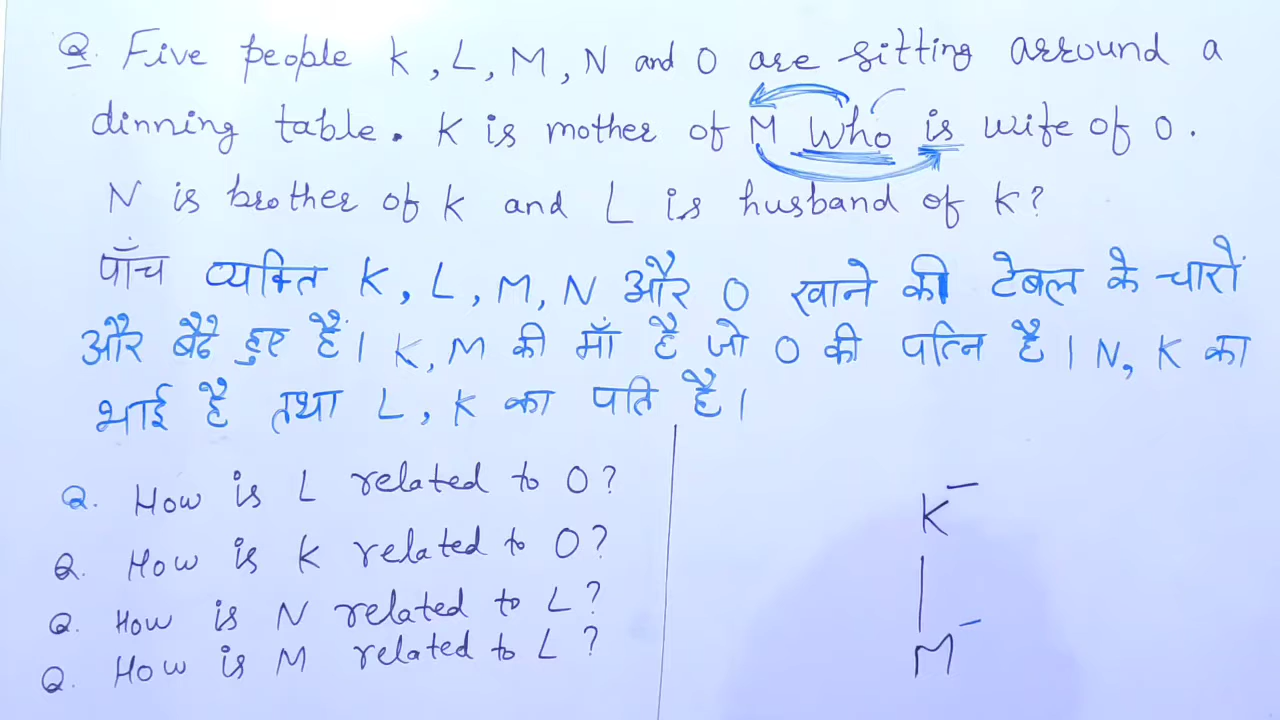 Q. Five people K, L, M, N and O are sitting arround a
dinning table. K is mother of M Who is wife of O.
N is brother of K and L is husband of K?
पाँच व्यक्ति K, L, M, N और O खाने की टेबल के चारों
और बैठे हुए हैं। K, M की माँ है जो O की पत्नि है। N, K का
भाई है तथा L, K का पति है।
Q. How is L related to O?
Q. How is K related to O?
Q. How is N related to L?
Q. How is M related to L?
K -
M -